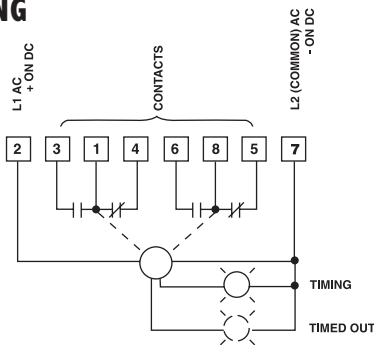 NG
L1 AC
+ ON DC
CONTACTS
L2 (COMMON) AC
- ON DC
2 3 1 4 6 8 5 7
TIMING
TIMED OUT